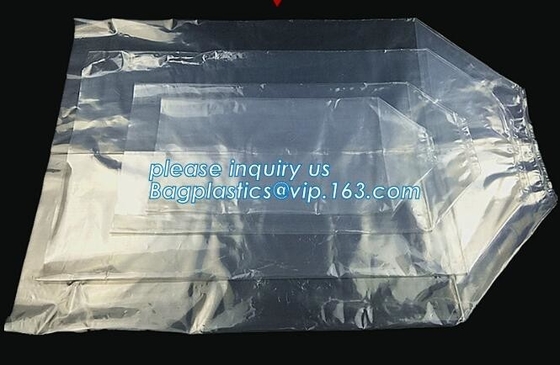 please inquiry us
Bagplastics@vip.163.com